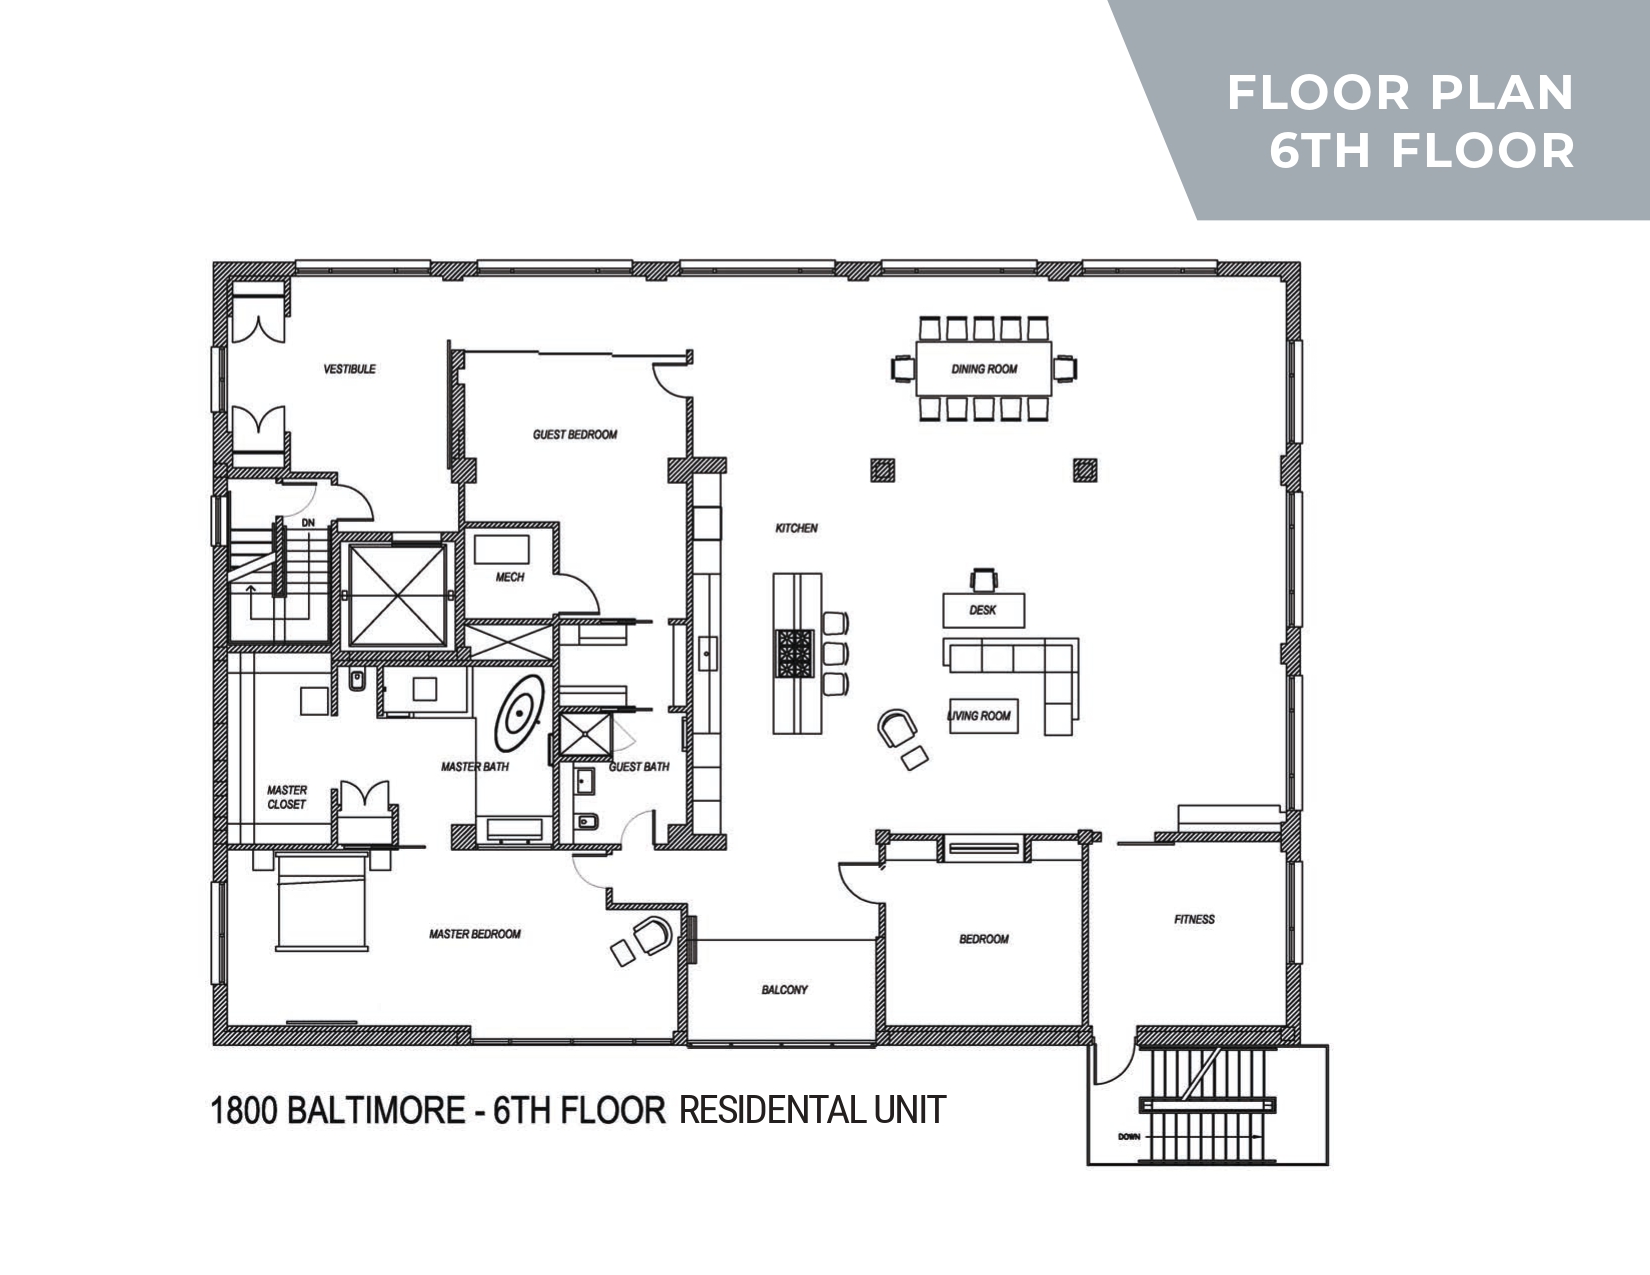 FLOOR PLAN
6TH FLOOR
VESTIBULE
DINING ROOM
GUEST BEDROOM
DN
KITCHEN
MECH
DESK
LIVING ROOM
MASTER BATH
GUEST BATH
MASTER
CLOSET
MASTER BEDROOM
BEDROOM
FITNESS
BALCONY
1800 BALTIMORE - 6TH FLOOR RESIDENTAL UNIT
DOWN